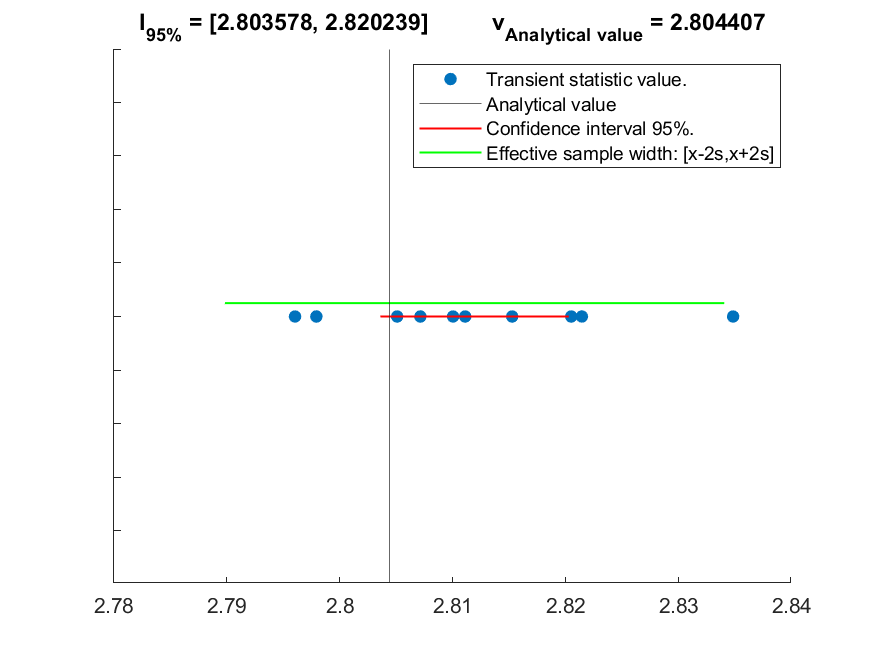 I95% = [2.803578, 2.820239] vAnalytical value = 2.804407
Transient statistic value.
Analytical value
Confidence interval 95%.
Effective sample width: [x-2s,x+2s]
2.78 2.79 2.8 2.81 2.82 2.83 2.84